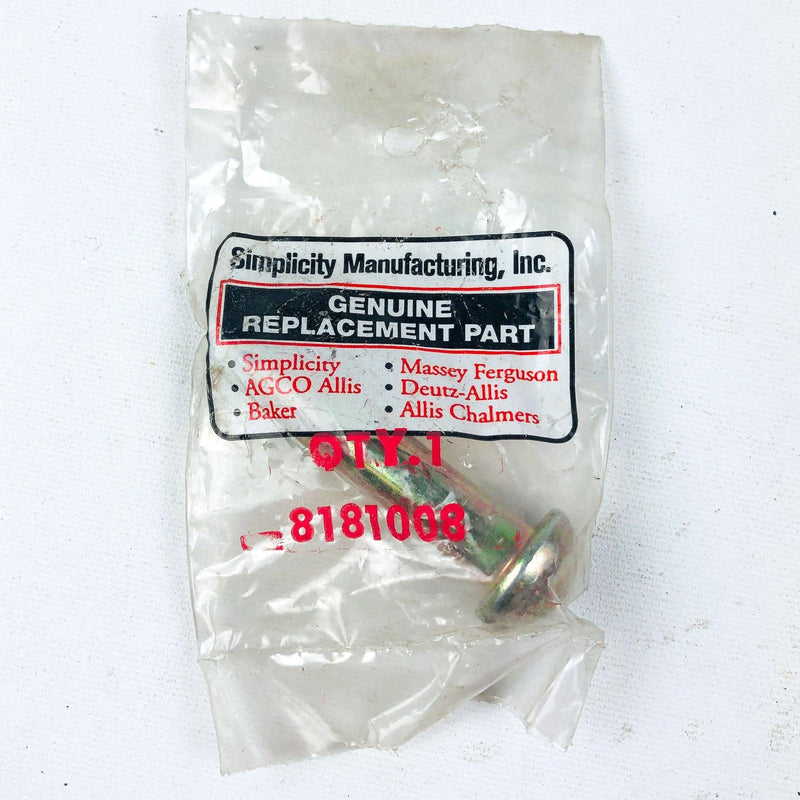 Simplicity Manufacturing, Inc.
GENUINE
REPLACEMENT PART
• Simplicity
• AGCO Allis
• Baker
• Massey Ferguson
• Deutz-Allis
• Allis Chalmers
QTY.1
8181008